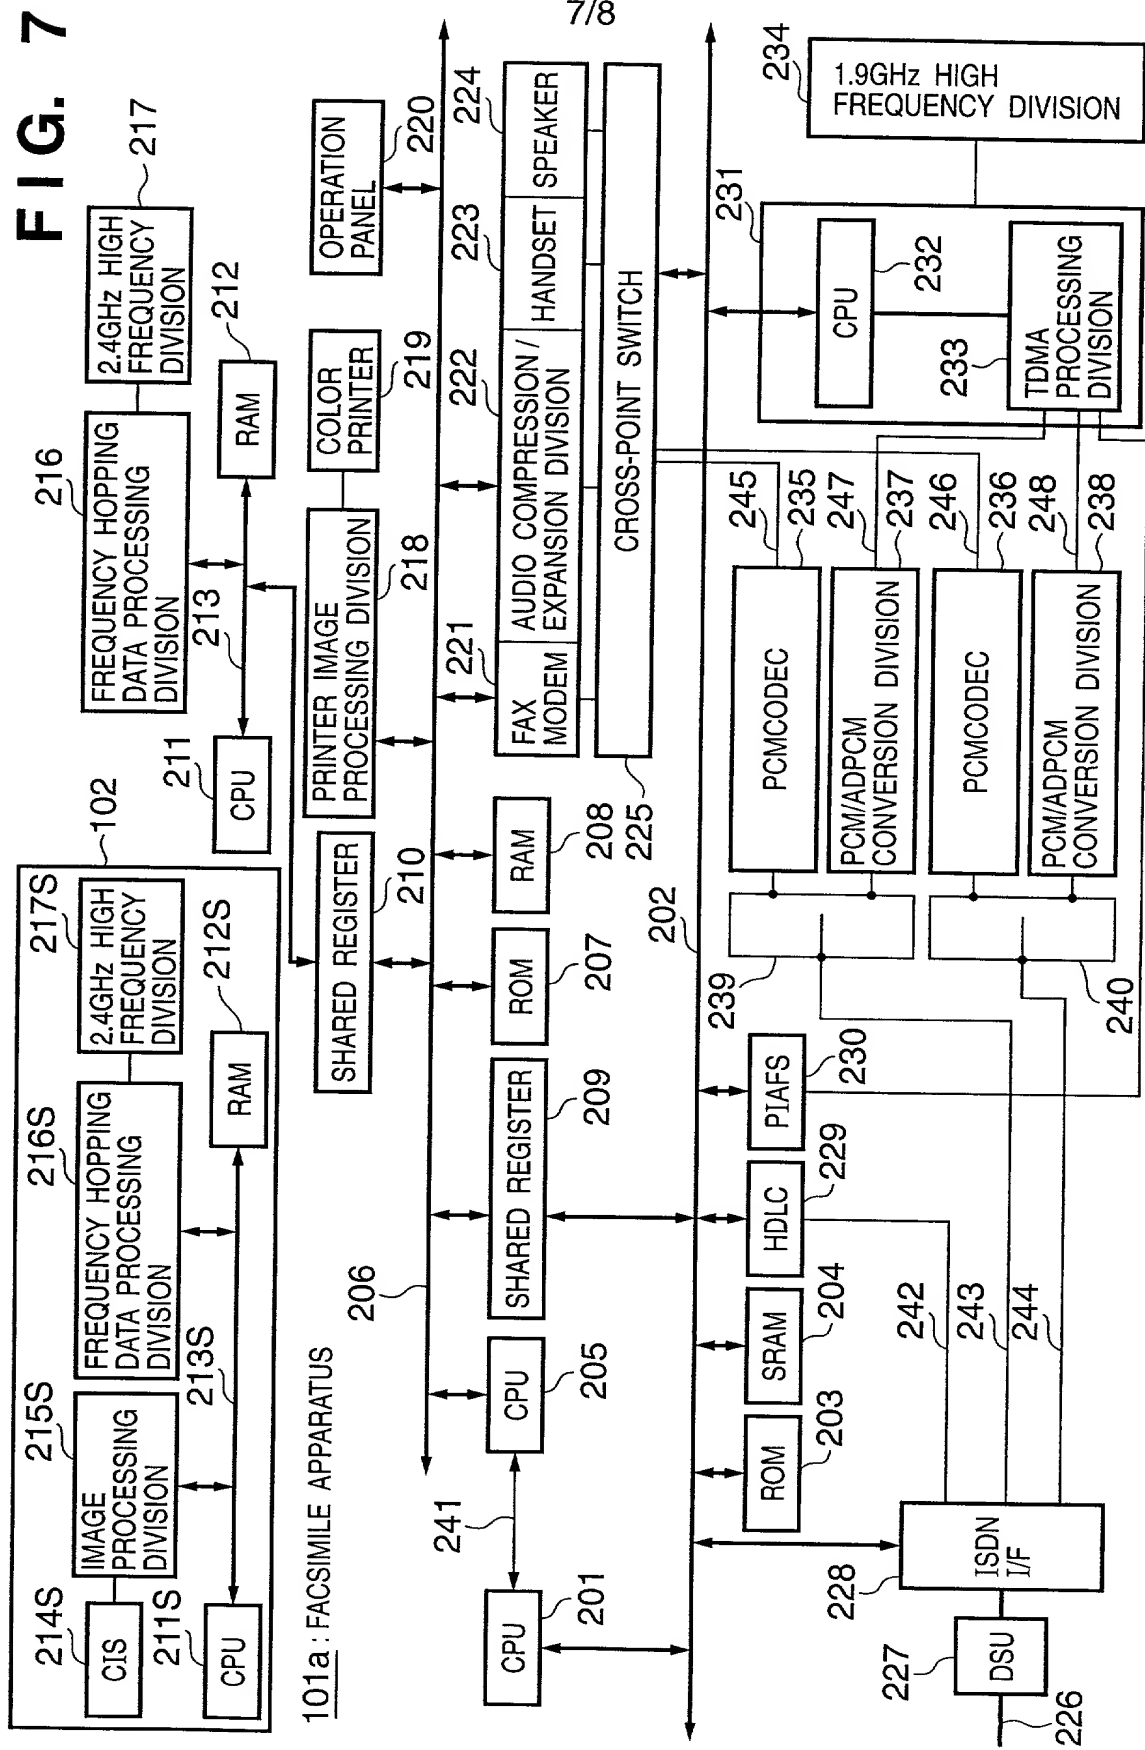 7/8
FIG. 7
102
214S
CIS
215S
IMAGE
PROCESSING
DIVISION
216S
FREQUENCY HOPPING
DATA PROCESSING
DIVISION
217S
2.4GHz HIGH
FREQUENCY
DIVISION
211S
CPU
213S
212S
RAM
216
FREQUENCY HOPPING
DATA PROCESSING
DIVISION
217
2.4GHz HIGH
FREQUENCY
DIVISION
211
CPU
213
212
RAM
101a : FACSIMILE APPARATUS
SHARED REGISTER
210
PRINTER IMAGE
PROCESSING DIVISION
218
COLOR
PRINTER
219
OPERATION
PANEL
220
206
241
CPU
201
CPU
205
SHARED REGISTER
209
ROM
207
RAM
208
221
FAX
MODEM
222
AUDIO COMPRESSION /
EXPANSION DIVISION
223
HANDSET
224
SPEAKER
CROSS-POINT SWITCH
225
202
226
227
DSU
228
ISDN
I/F
ROM
203
SRAM
204
HDLC
229
PIAFS
230
242
243
244
239
240
PCMCODEC
245
235
PCM/ADPCM
CONVERSION DIVISION
247
237
PCMCODEC
246
236
PCM/ADPCM
CONVERSION DIVISION
248
238
231
CPU
232
233
TDMA
PROCESSING
DIVISION
234
1.9GHz HIGH
FREQUENCY DIVISION